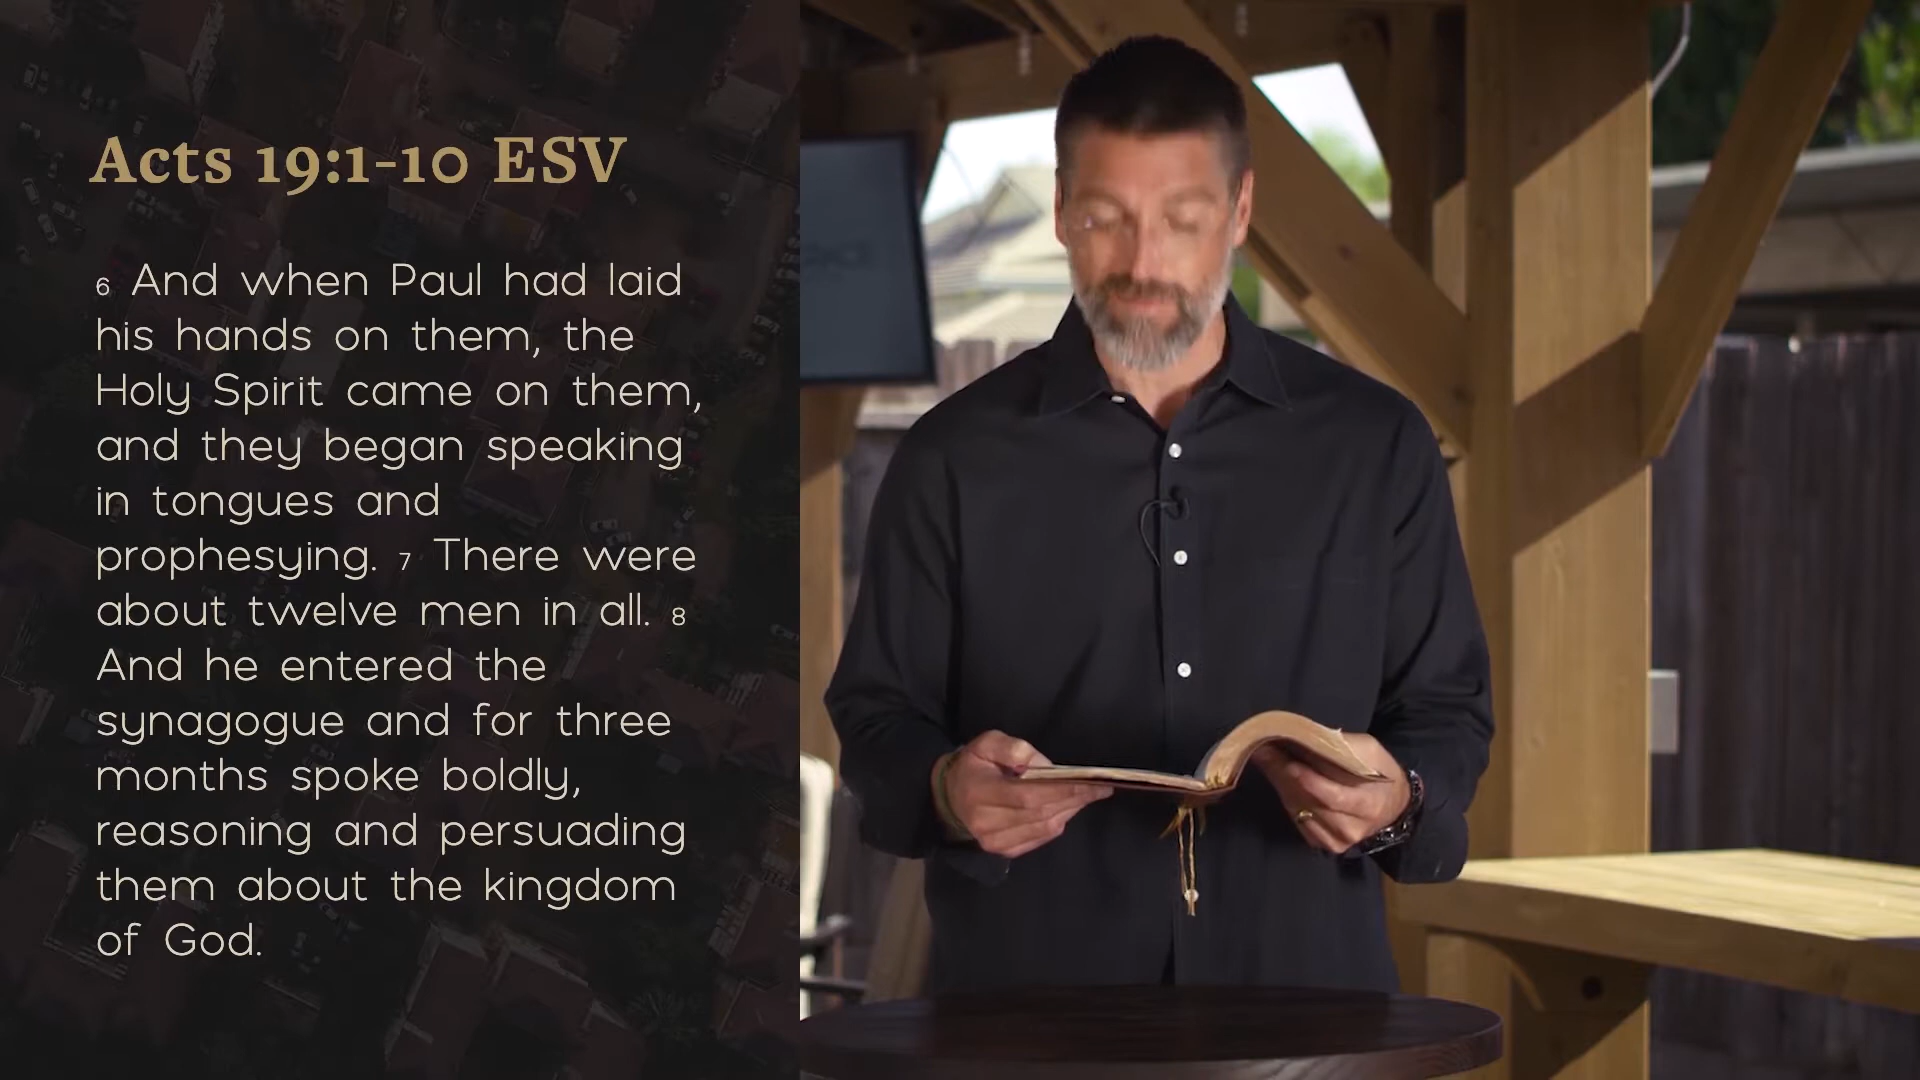 Acts 19:1-10 ESV
6 And when Paul had laid
his hands on them, the
Holy Spirit came on them,
and they began speaking
in tongues and
prophesying. 7 There were
about twelve men in all. 8
And he entered the
synagogue and for three
months spoke boldly,
reasoning and persuading
them about the kingdom
of God.